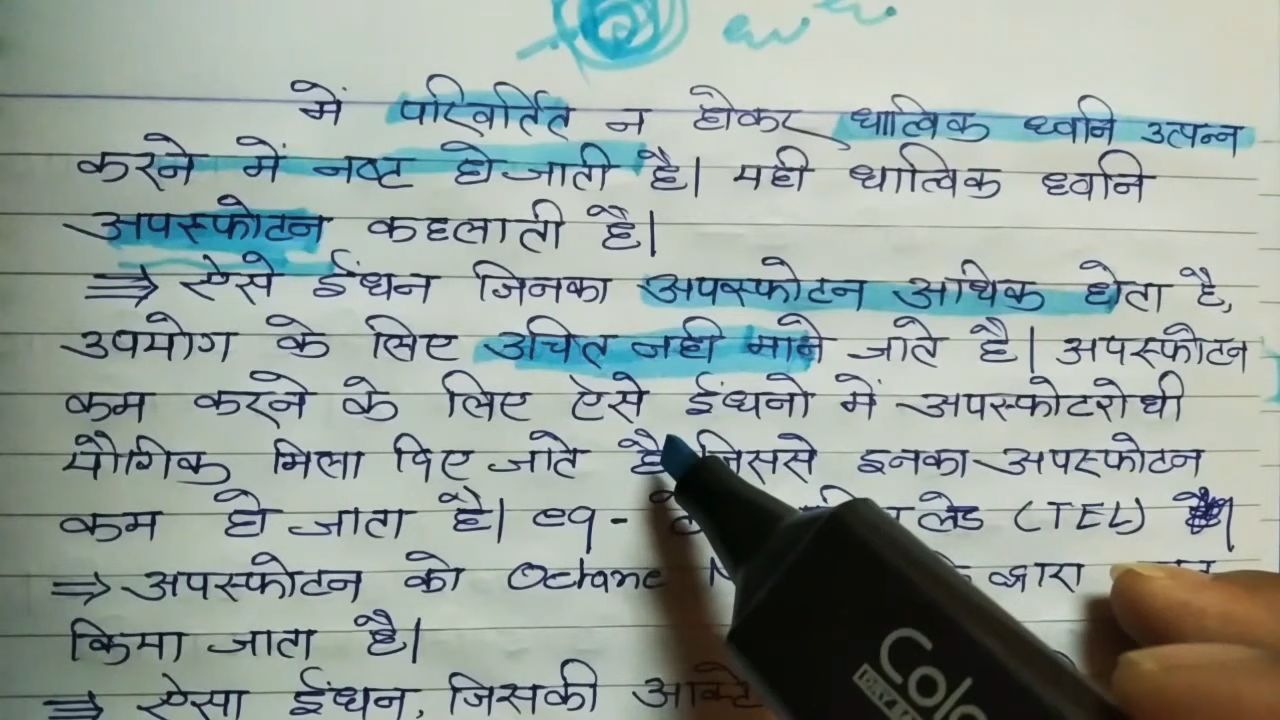 में परिवर्तित न होकर धात्विक ध्वनि उत्पन्न
करने में नष्ट हो जाती है। यही धात्विक ध्वनि
अपस्फोटन कहलाती है।
⇒ ऐसे ईंधन जिनका अपस्फोटन अधिक होता है,
उपयोग के लिए उचित नही माने जाते है। अपस्फोटन
कम करने के लिए ऐसे ईंधनो में अपस्फोटरोधी
यौगिक मिला दिए जाते है जिससे इनका अपस्फोटन
कम हो जाता है। eg - लेड (TEL)
⇒ अपस्फोटन को Octane द्वारा
किया जाता है।
⇒ ऐसा ईंधन, जिसकी